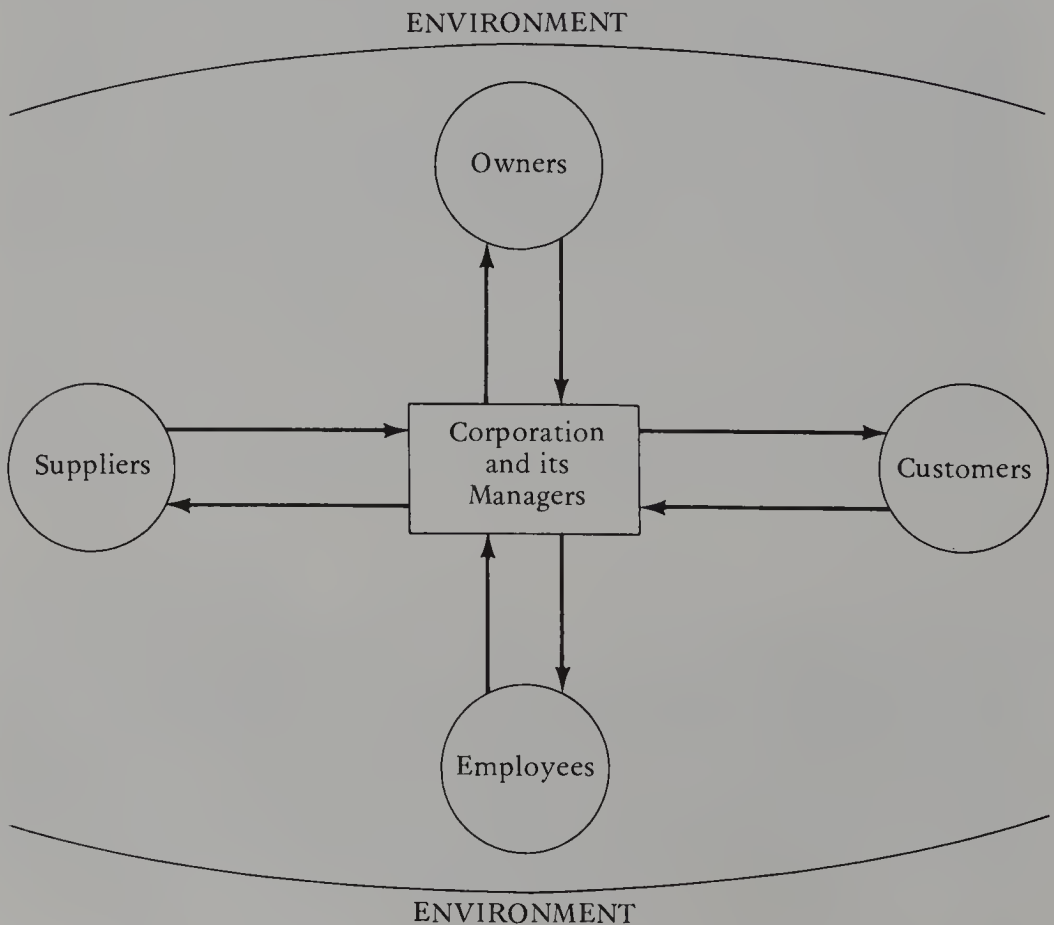 ENVIRONMENT
Owners
Suppliers
Corporation
and its
Managers
Customers
Employees
ENVIRONMENT